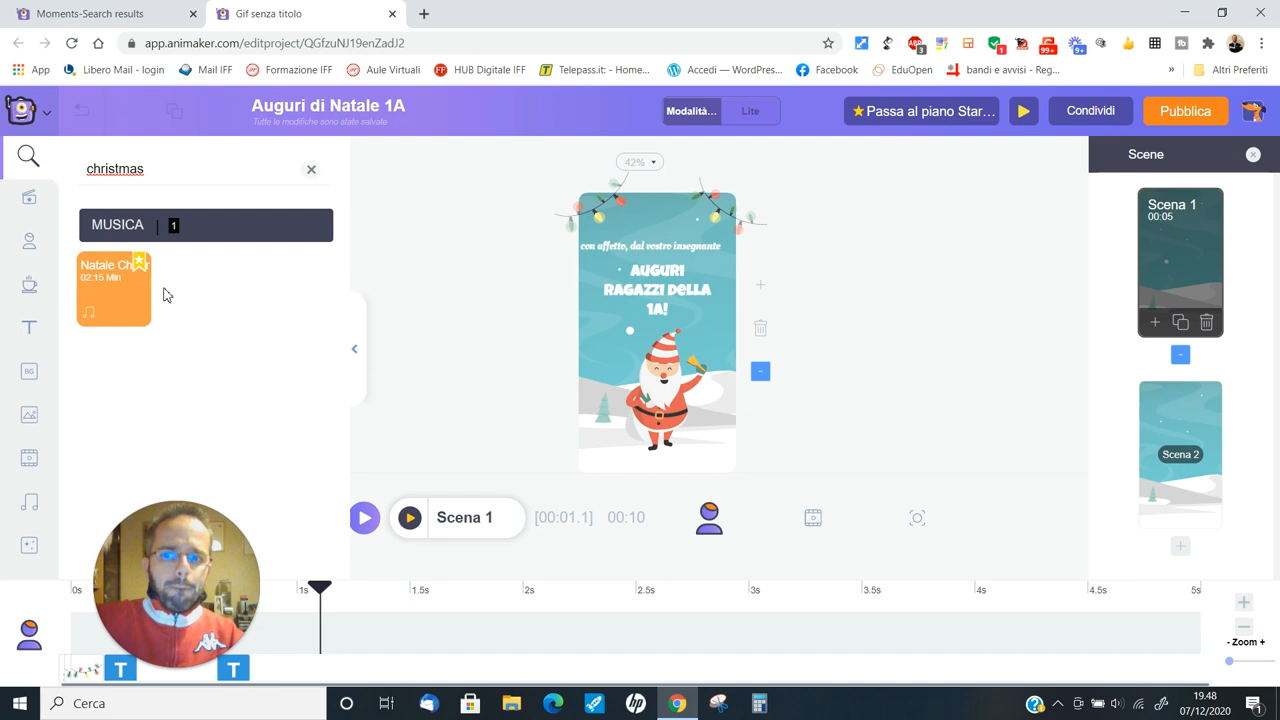 Moments-Search results
Gif senza titolo
app.animaker.com/editproject/QGfzuNJ19enZadJ2
App
Libero Mail - login
Mail IFF
Formazione IFF
Aule Virtuali
HUB Digitale IFF
Telepass.it: - Home...
Accedi — WordPres...
Facebook
EduOpen
bandi e avvisi - Reg...
»
Altri Preferiti
Auguri di Natale 1A
Tutte le modifiche sono state salvate
Modalità...
Lite
Passa al piano Star...
Condividi
Pubblica
christmas
MUSICA | 1
Natale Ch
02:15 Min
42%
con affetto, dal vostro insegnante
AUGURI
RAGAZZI DELLA
1A!
Scene
Scena 1
00:05
Scena 2
BG
T
Scena 1
[00:01.1]
00:10
0s
1s
1.5s
2s
2.5s
3s
3.5s
4s
4.5s
5s
- Zoom +
T
T
Cerca
19.48
07/12/2020